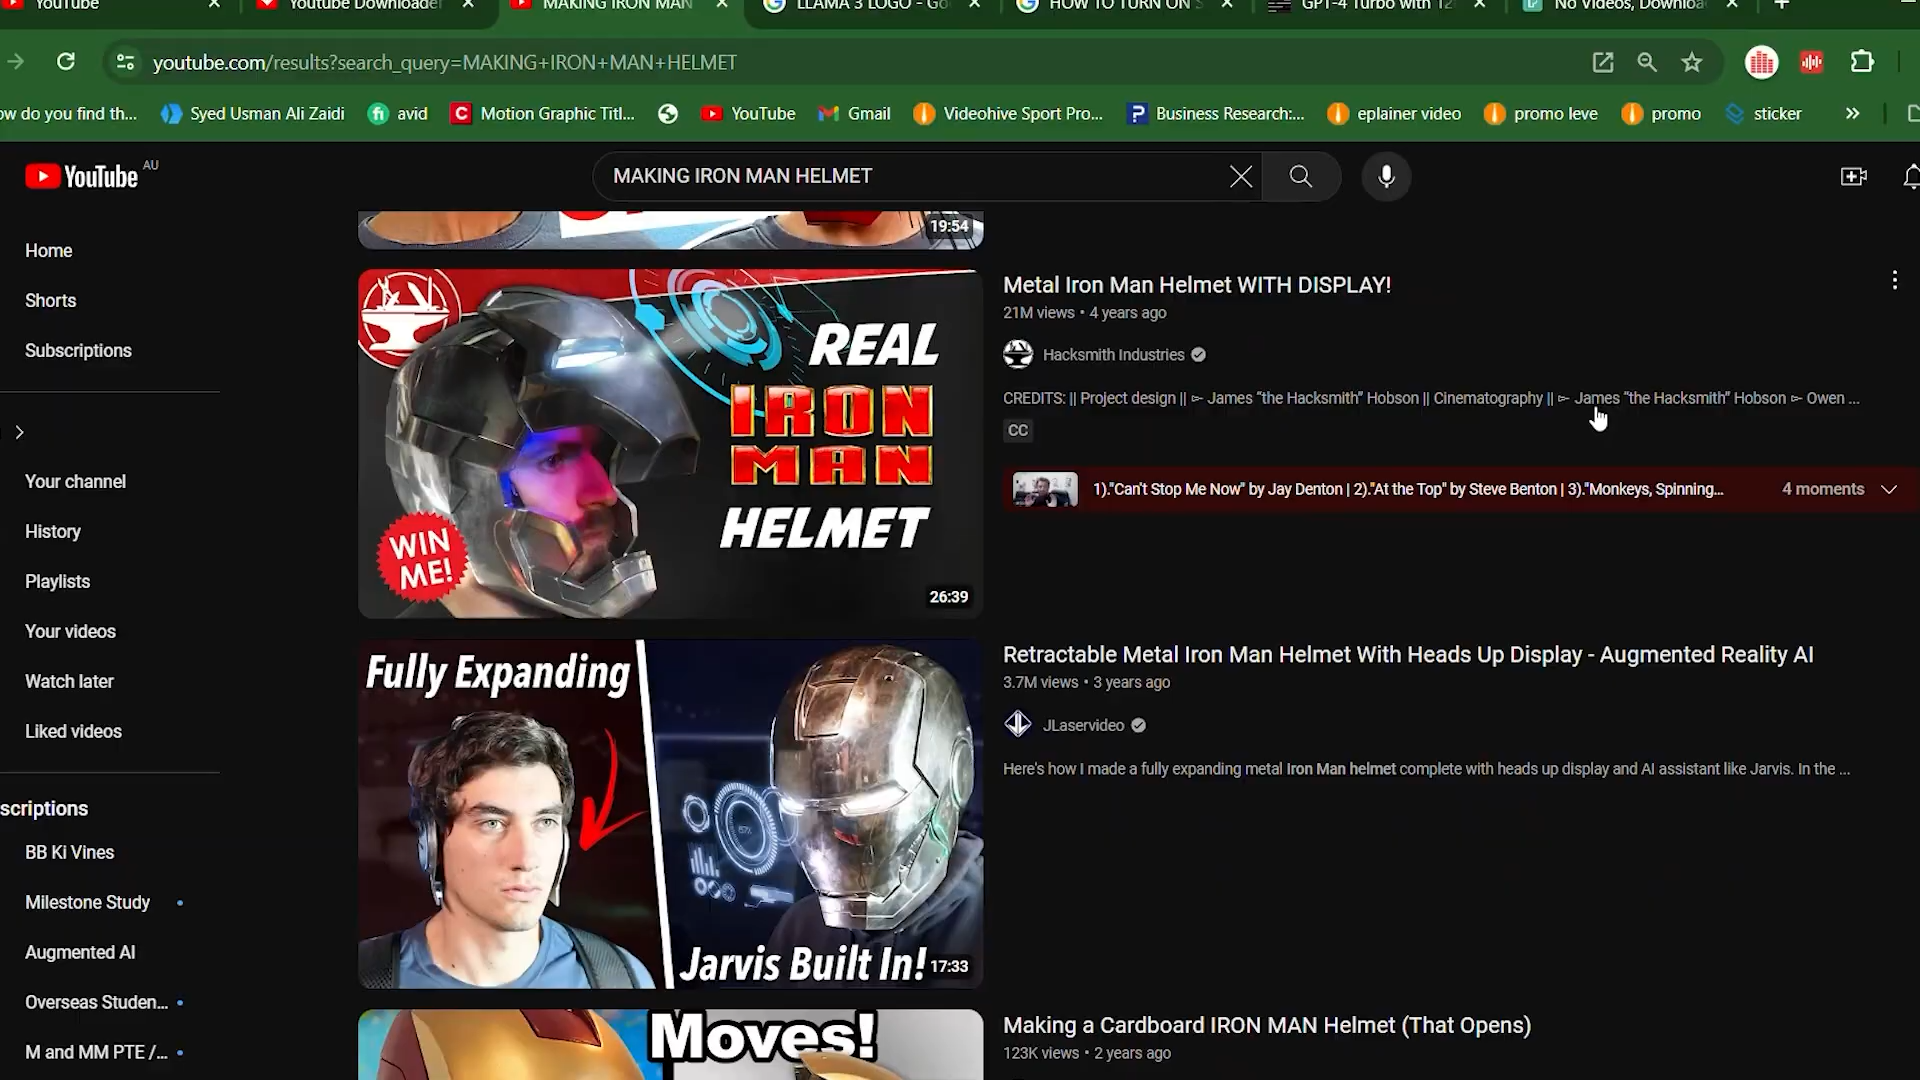 YouTube
Youtube Downloader
MAKING IRON MAN
LLAMA 3 LOGO - Go
HOW TO TURN ON
GPT-4 Turbo with 12
No Videos, Downloa
youtube.com/results?search_query=MAKING+IRON+MAN+HELMET
ow do you find th...
Syed Usman Ali Zaidi
avid
Motion Graphic Titl...
YouTube
Gmail
Videohive Sport Pro...
Business Research:...
eplainer video
promo leve
promo
sticker
YouTube AU
MAKING IRON MAN HELMET
Home
Shorts
Subscriptions
Your channel
History
Playlists
Your videos
Watch later
Liked videos
scriptions
BB Ki Vines
Milestone Study
Augmented AI
Overseas Studen...
M and MM PTE /...
19:54
REAL
IRON
MAN
HELMET
WIN
ME!
26:39
Metal Iron Man Helmet WITH DISPLAY!
21M views • 4 years ago
Hacksmith Industries
CREDITS: || Project design || ▻ James "the Hacksmith" Hobson || Cinematography || ▻ James "the Hacksmith" Hobson ▻ Owen ...
CC
1)."Can't Stop Me Now" by Jay Denton | 2)."At the Top" by Steve Benton | 3)."Monkeys, Spinning...
4 moments
Fully Expanding
Jarvis Built In!
17:33
Retractable Metal Iron Man Helmet With Heads Up Display - Augmented Reality AI
3.7M views • 3 years ago
JLaservideo
Here's how I made a fully expanding metal Iron Man helmet complete with heads up display and AI assistant like Jarvis. In the ...
Moves!
Making a Cardboard IRON MAN Helmet (That Opens)
123K views • 2 years ago